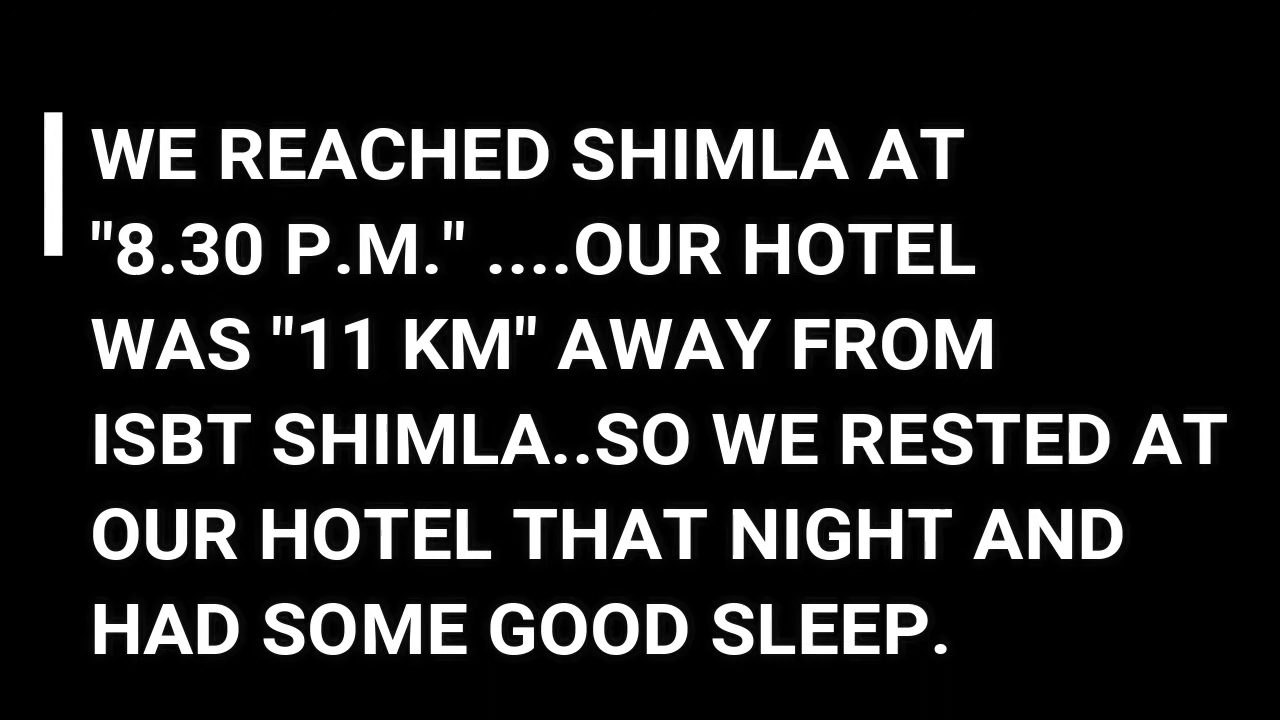 WE REACHED SHIMLA AT
"8.30 P.M." ....OUR HOTEL
WAS "11 KM" AWAY FROM
ISBT SHIMLA..SO WE RESTED AT
OUR HOTEL THAT NIGHT AND
HAD SOME GOOD SLEEP.